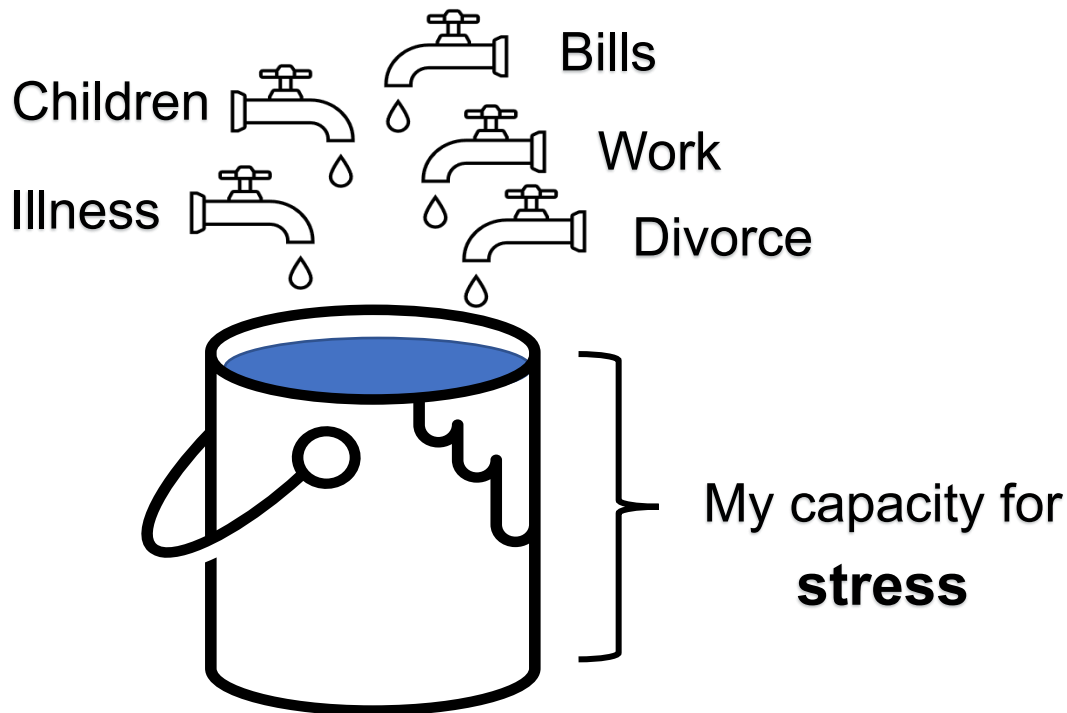 Bills
Children
Work
Illness
Divorce
My capacity for
stress